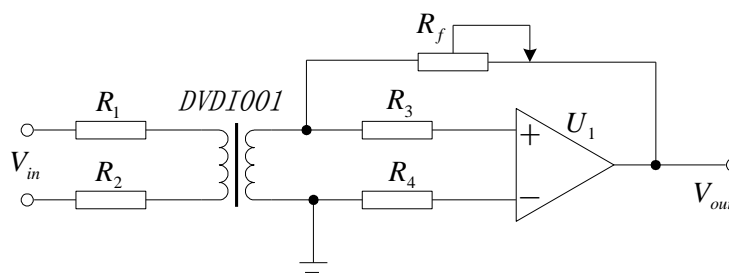 R_f
DVDI001
R_1
R_3
U_1
V_in
+
R_2
R_4
−
V_out